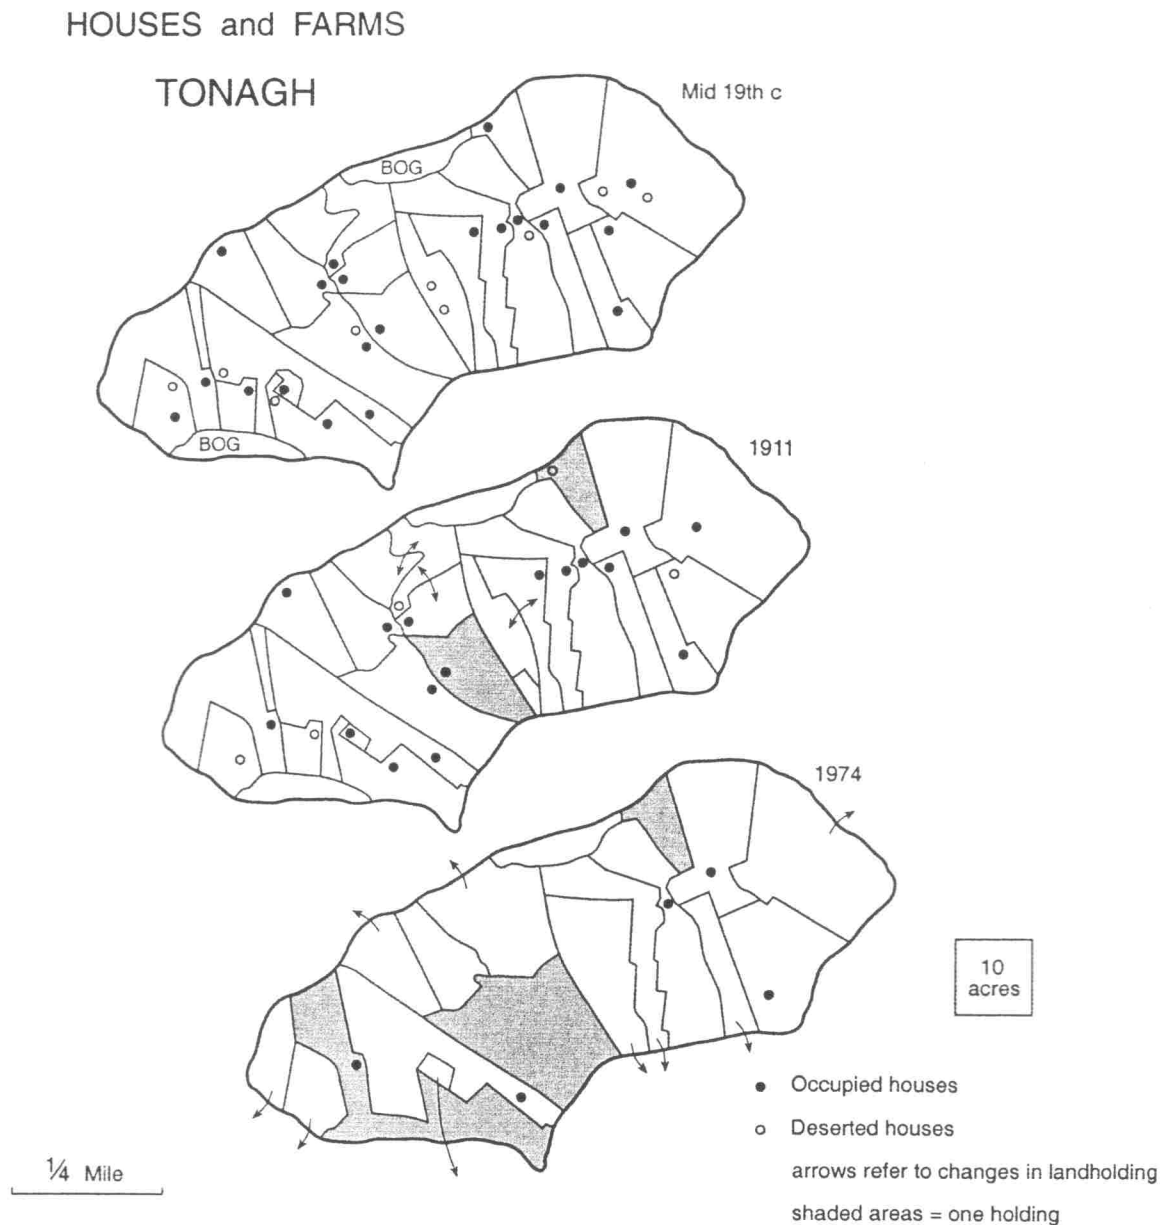 HOUSES and FARMS
TONAGH
Mid 19th c
BOG
BOG
1911
1974
10
acres
Occupied houses
Deserted houses
arrows refer to changes in landholding
shaded areas = one holding
1/4 Mile